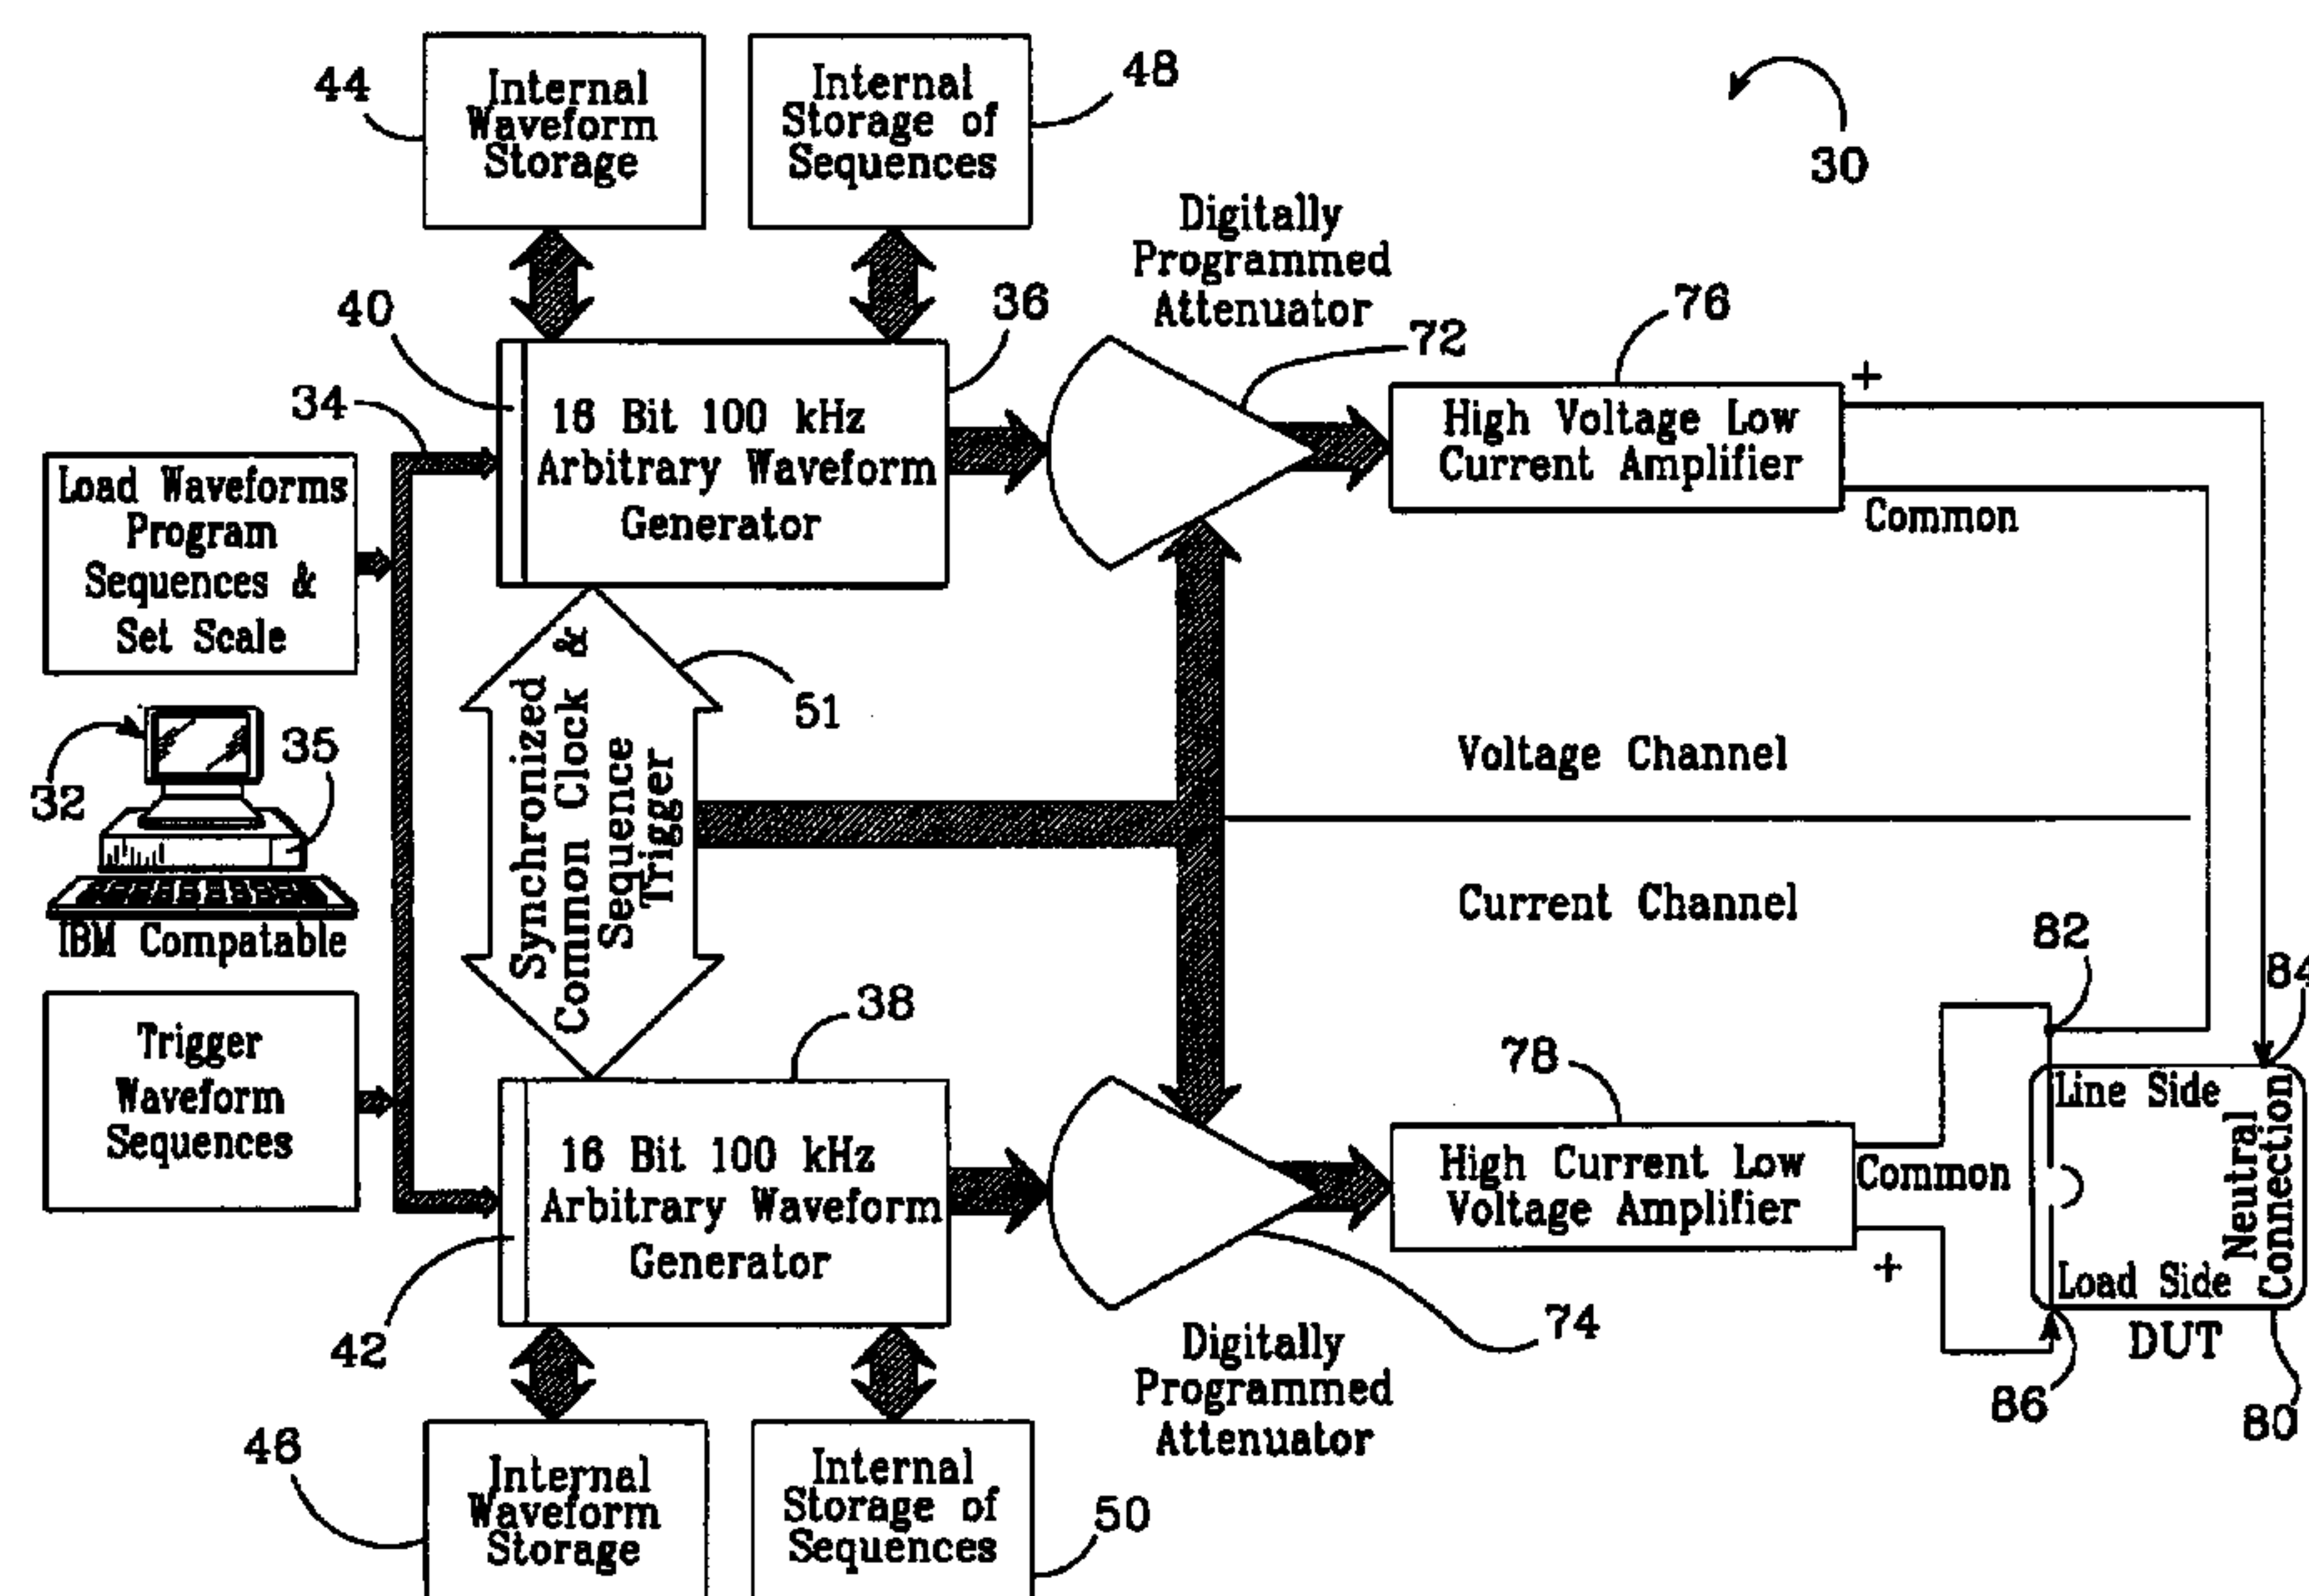 44
Internal
Waveform
Storage
Internal
Storage of
Sequences
48
30
Digitally
Programmed
Attenuator
40
36
72
76
34
16 Bit 100 kHz
Arbitrary Waveform
Generator
High Voltage Low
Current Amplifier
+
Common
Load Waveforms
Program
Sequences &
Set Scale
51
Synchronized
Common Clock &
Sequence
Trigger
32
35
IBM Compatable
Voltage Channel
Current Channel
Trigger
Waveform
Sequences
38
78
82
84
16 Bit 100 kHz
Arbitrary Waveform
Generator
High Current Low
Voltage Amplifier
Common
+
Line Side
Load Side
Neutral
Connection
DUT
42
74
86
80
Digitally
Programmed
Attenuator
46
Internal
Waveform
Storage
Internal
Storage of
Sequences
50